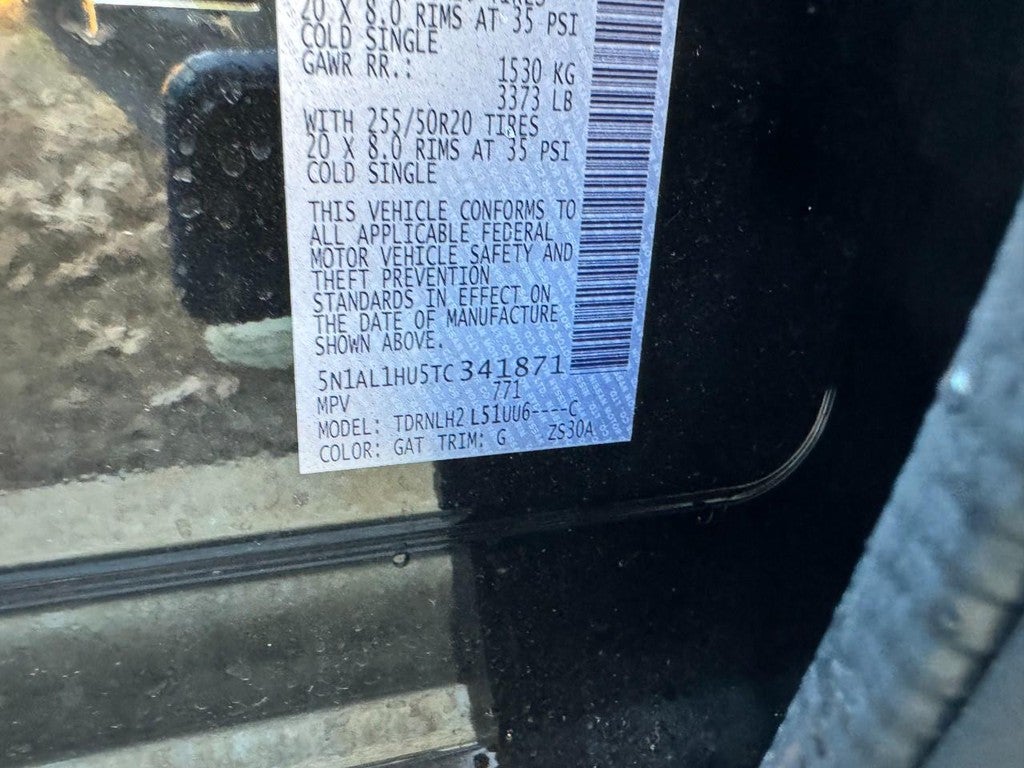 20 X 8.0 RIMS AT 35 PSI
COLD SINGLE
GAWR RR.: 1530 KG
3373 LB
WITH 255/50R20 TIRES
20 X 8.0 RIMS AT 35 PSI
COLD SINGLE
THIS VEHICLE CONFORMS TO
ALL APPLICABLE FEDERAL
MOTOR VEHICLE SAFETY AND
THEFT PREVENTION
STANDARDS IN EFFECT ON
THE DATE OF MANUFACTURE
SHOWN ABOVE.
5N1AL1HU5TC341871
771
MPV
MODEL: TDRNLH2 L51UU6----C
COLOR: GAT TRIM: G ZS30A